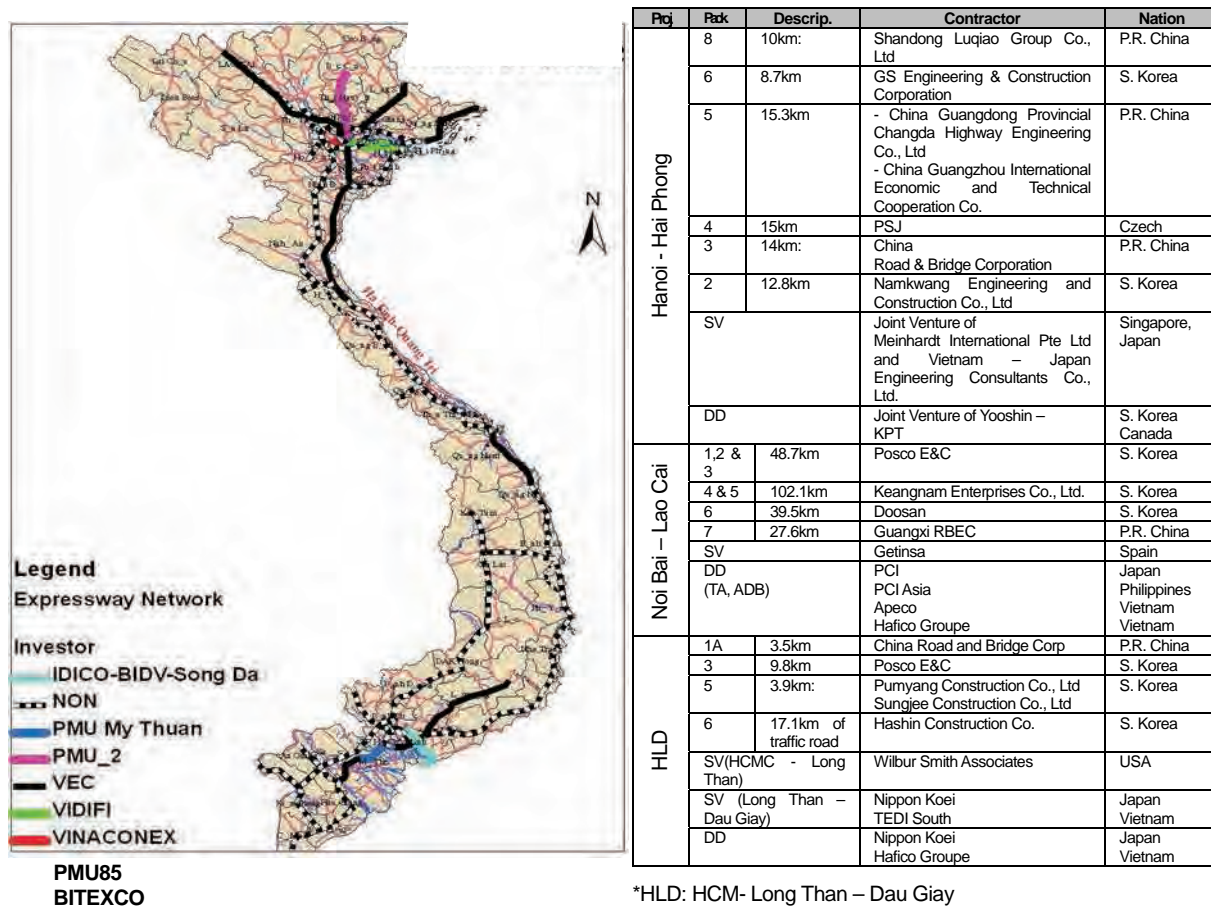 N
Ha Tinh-Quang Tri
Legend
Expressway Network
Investor
IDICO-BIDV-Song Da
NON
PMU My Thuan
PMU_2
VEC
VIDIFI
VINACONEX
PMU85
BITEXCO
Proj. Pack Descrip. Contractor Nation
Hanoi - Hai Phong
8 10km: Shandong Luqiao Group Co., P.R. China
Ltd
6 8.7km GS Engineering & Construction S. Korea
Corporation
5 15.3km - China Guangdong Provincial P.R. China
Changda Highway Engineering
Co., Ltd
- China Guangzhou International
Economic and Technical
Cooperation Co.
4 15km PSJ Czech
3 14km: China P.R. China
Road & Bridge Corporation
2 12.8km Namkwang Engineering and S. Korea
Construction Co., Ltd
SV Joint Venture of Singapore,
Meinhardt International Pte Ltd Japan
and Vietnam – Japan
Engineering Consultants Co.,
Ltd.
DD Joint Venture of Yooshin – S. Korea
KPT Canada
Noi Bai – Lao Cai
1,2 & 48.7km Posco E&C S. Korea
3
4 & 5 102.1km Keangnam Enterprises Co., Ltd. S. Korea
6 39.5km Doosan S. Korea
7 27.6km Guangxi RBEC P.R. China
SV Getinsa Spain
DD PCI Japan
(TA, ADB) PCI Asia Philippines
Apeco Vietnam
Hafico Groupe Vietnam
HLD
1A 3.5km China Road and Bridge Corp P.R. China
3 9.8km Posco E&C S. Korea
5 3.9km: Pumyang Construction Co., Ltd S. Korea
Sungjee Construction Co., Ltd
6 17.1km of Hashin Construction Co. S. Korea
traffic road
SV(HCMC - Long Wilbur Smith Associates USA
Than)
SV (Long Than – Nippon Koei Japan
Dau Giay) TEDI South Vietnam
DD Nippon Koei Japan
Hafico Groupe Vietnam
*HLD: HCM- Long Than – Dau Giay